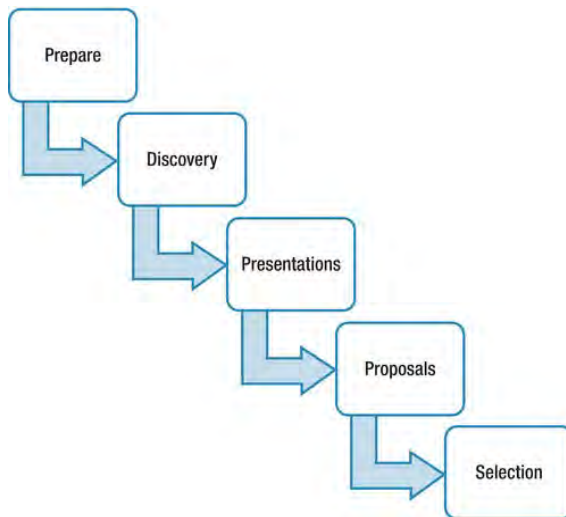 Prepare
Discovery
Presentations
Proposals
Selection